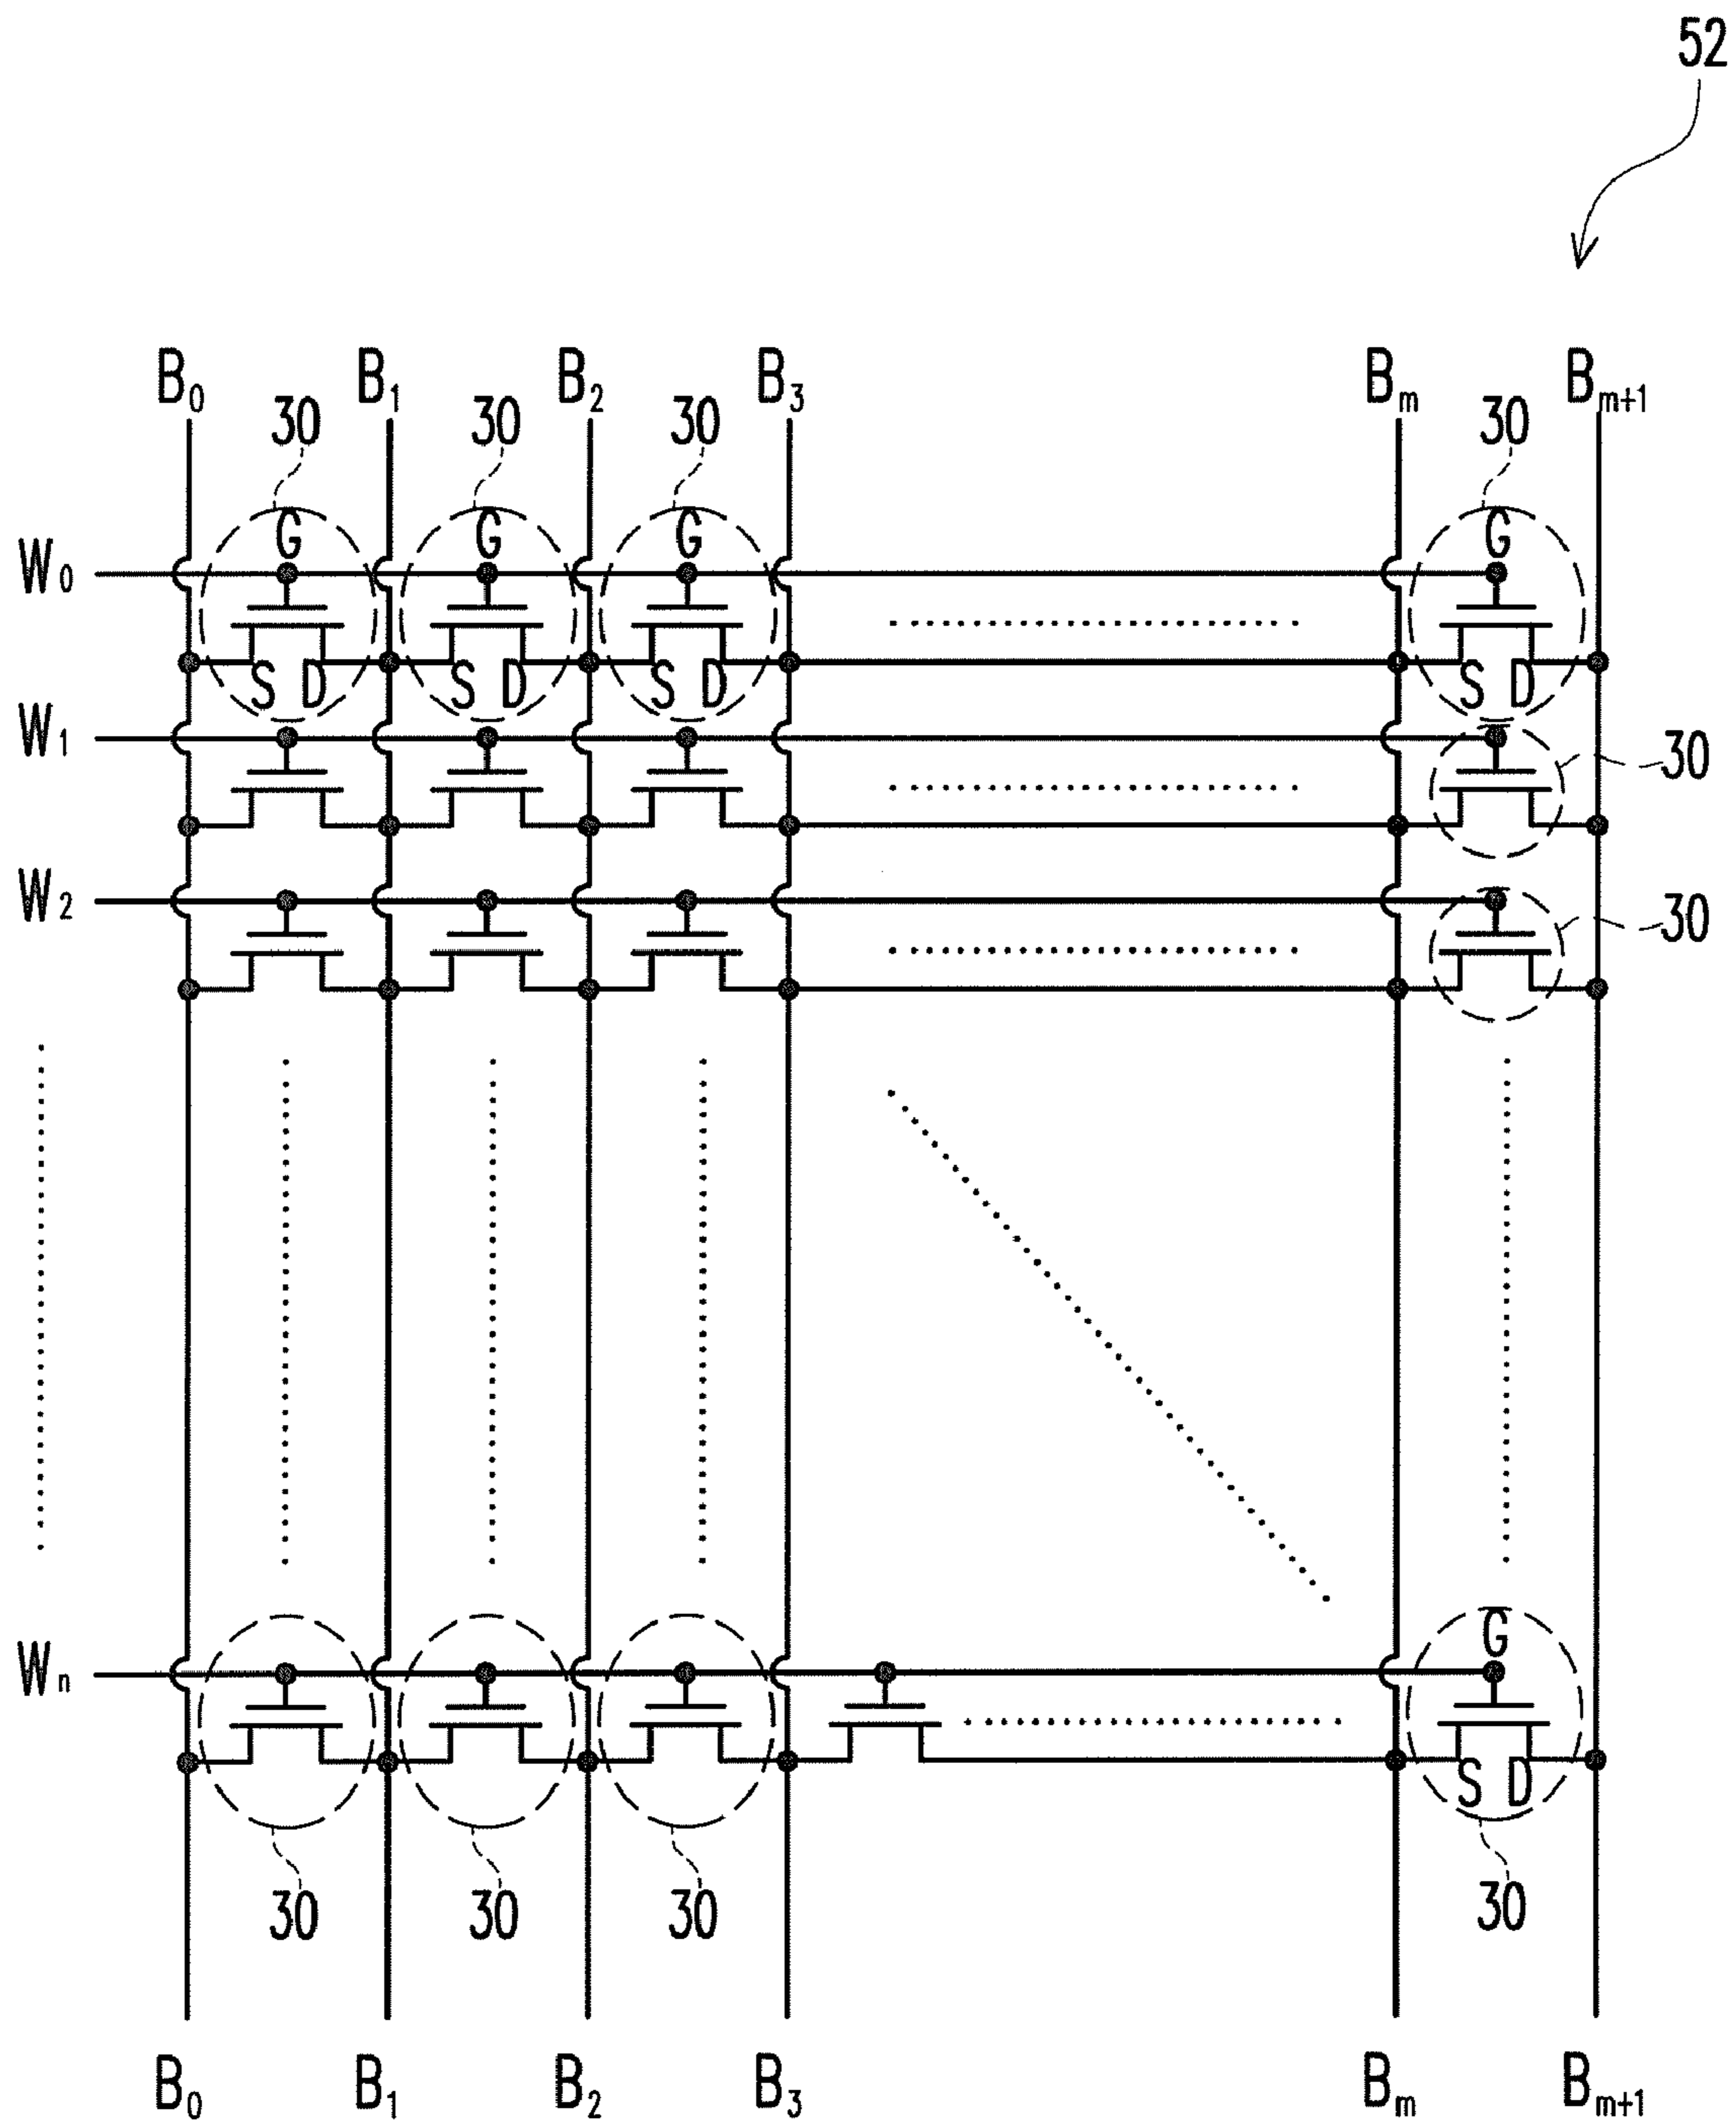 52
B₀ B₁ B₂ B₃ Bₘ Bₘ₊₁
30 30 30 30
G G G G
W₀
S D S D S D S D
W₁
30
W₂
30
G
Wₙ
S D
30 30 30 30
B₀ B₁ B₂ B₃ Bₘ Bₘ₊₁